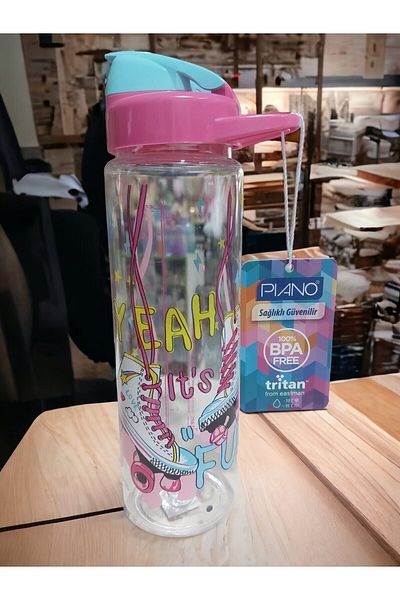 YEAH
It's
"FU
PIANO
Sağlıklı Güvenilir
100%
BPA
FREE
tritan
from eastman